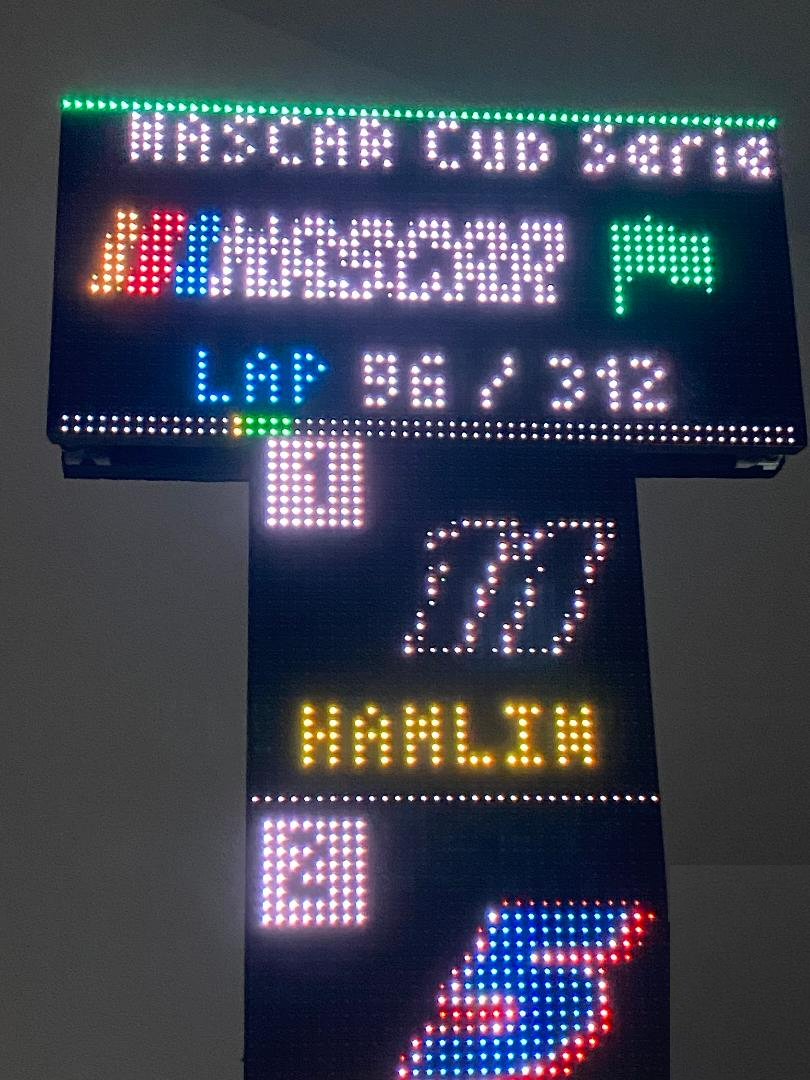 NASCAR Cup Serie
NASCAR
LAP 96 / 312
1
11
HAMLIN
2
5